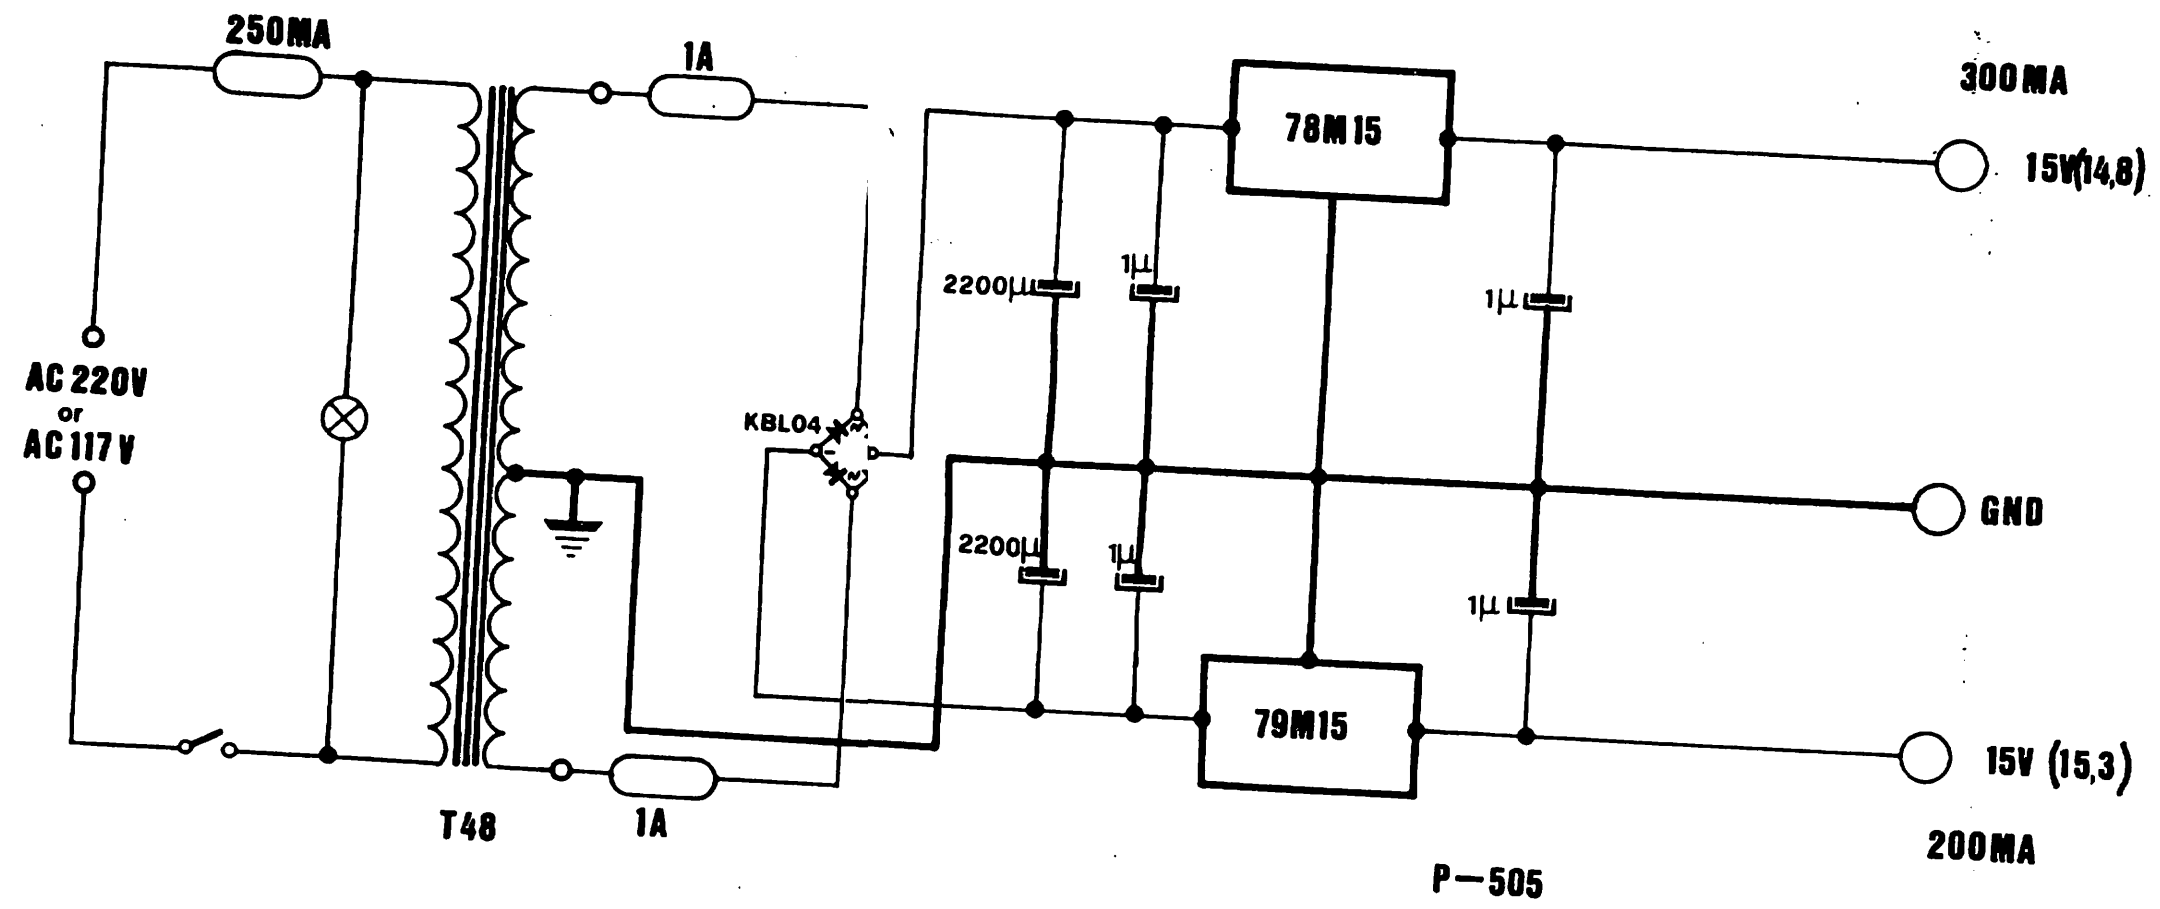 250MA
1A
300MA
78M15
15V(14,8)
1µ
2200µ
1µ
AC 220V
or
AC 117V
KBL04
~
-
~
GND
2200µ
1µ
1µ
79M15
15V (15,3)
T48
1A
200MA
P-505